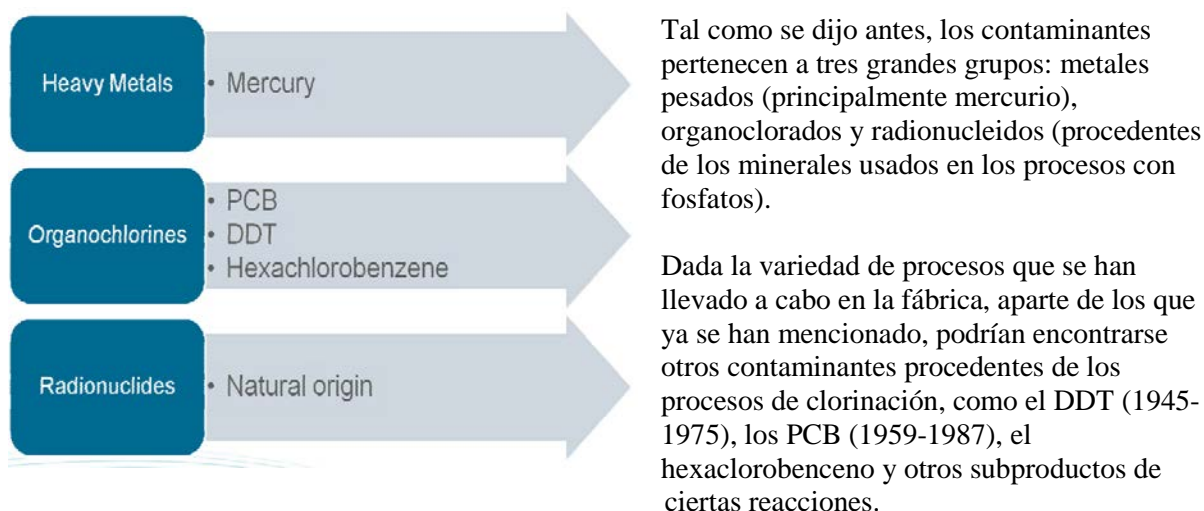 Heavy Metals
• Mercury
Organochlorines
• PCB
• DDT
• Hexachlorobenzene
Radionuclides
• Natural origin
Tal como se dijo antes, los contaminantes
pertenecen a tres grandes grupos: metales
pesados (principalmente mercurio),
organoclorados y radionucleidos (procedentes
de los minerales usados en los procesos con
fosfatos).
Dada la variedad de procesos que se han
llevado a cabo en la fábrica, aparte de los que
ya se han mencionado, podrían encontrarse
otros contaminantes procedentes de los
procesos de clorinación, como el DDT (1945-
1975), los PCB (1959-1987), el
hexaclorobenceno y otros subproductos de
ciertas reacciones.